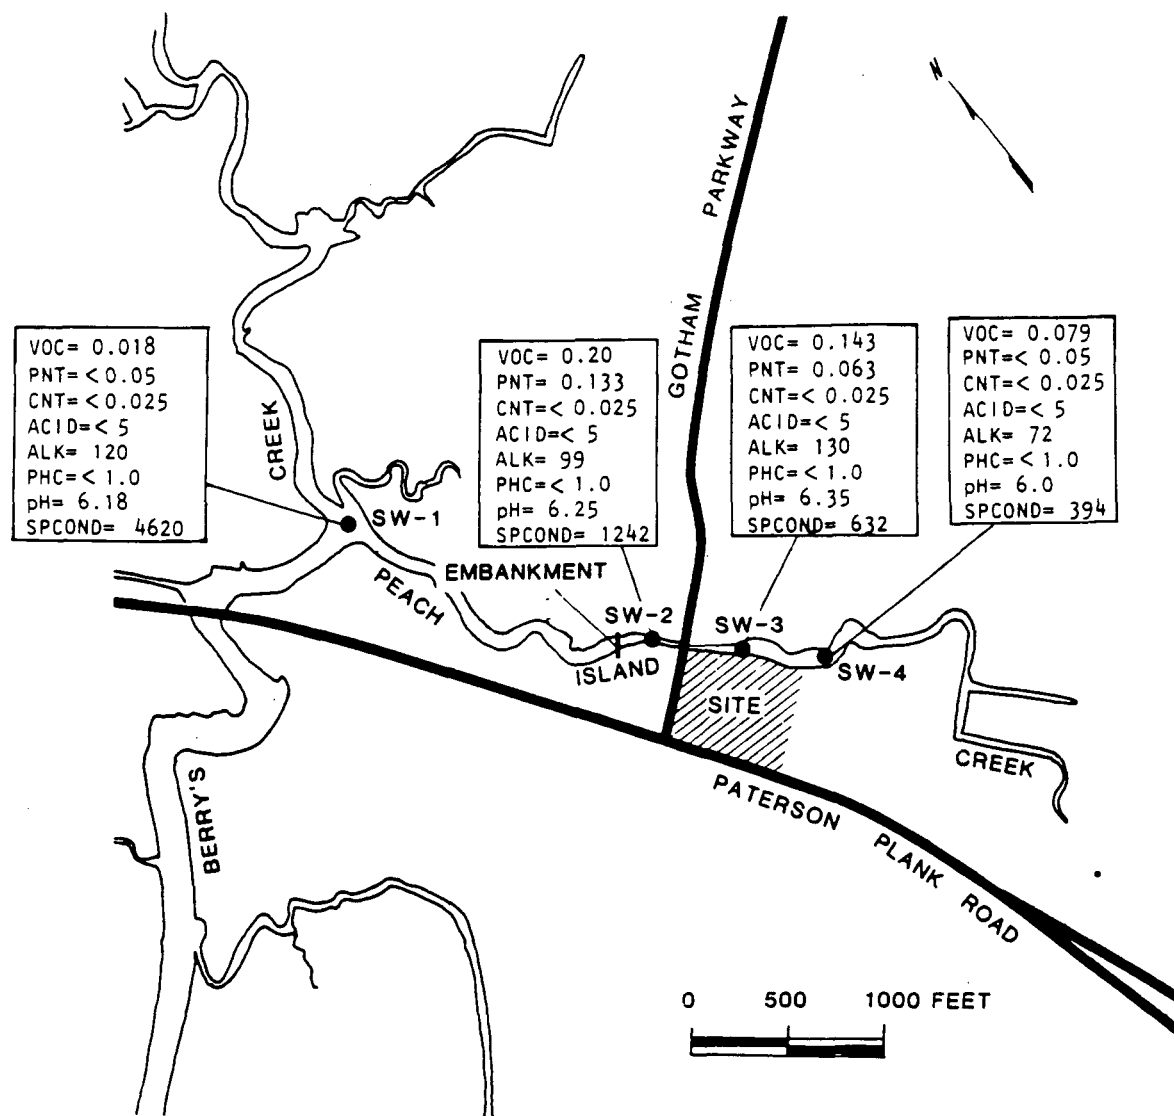 N
GOTHAM PARKWAY
VOC= 0.018
PNT=< 0.05
CNT=< 0.025
ACID=< 5
ALK= 120
PHC=< 1.0
pH= 6.18
SPCOND= 4620
VOC= 0.20
PNT= 0.133
CNT=< 0.025
ACID=< 5
ALK= 99
PHC=< 1.0
pH= 6.25
SPCOND= 1242
VOC= 0.143
PNT= 0.063
CNT=< 0.025
ACID=< 5
ALK= 130
PHC=< 1.0
pH= 6.35
SPCOND= 632
VOC= 0.079
PNT=< 0.05
CNT=< 0.025
ACID=< 5
ALK= 72
PHC=< 1.0
pH= 6.0
SPCOND= 394
BERRY'S CREEK
SW-1
PEACH ISLAND CREEK
EMBANKMENT
SW-2
SW-3
SW-4
SITE
PATERSON PLANK ROAD
0 500 1000 FEET